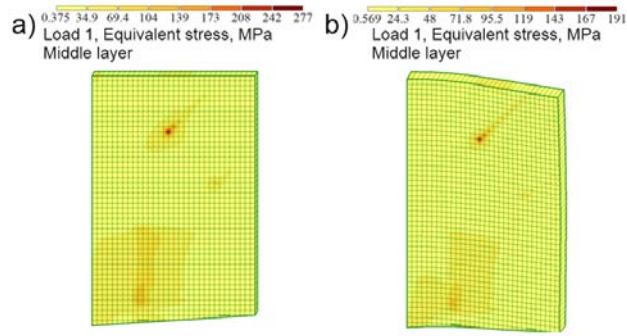 0.375 34.9 69.4 104 139 173 208 242 277
a) Load 1, Equivalent stress, MPa
Middle layer
0.569 24.3 48 71.8 95.5 119 143 167 191
b) Load 1, Equivalent stress, MPa
Middle layer